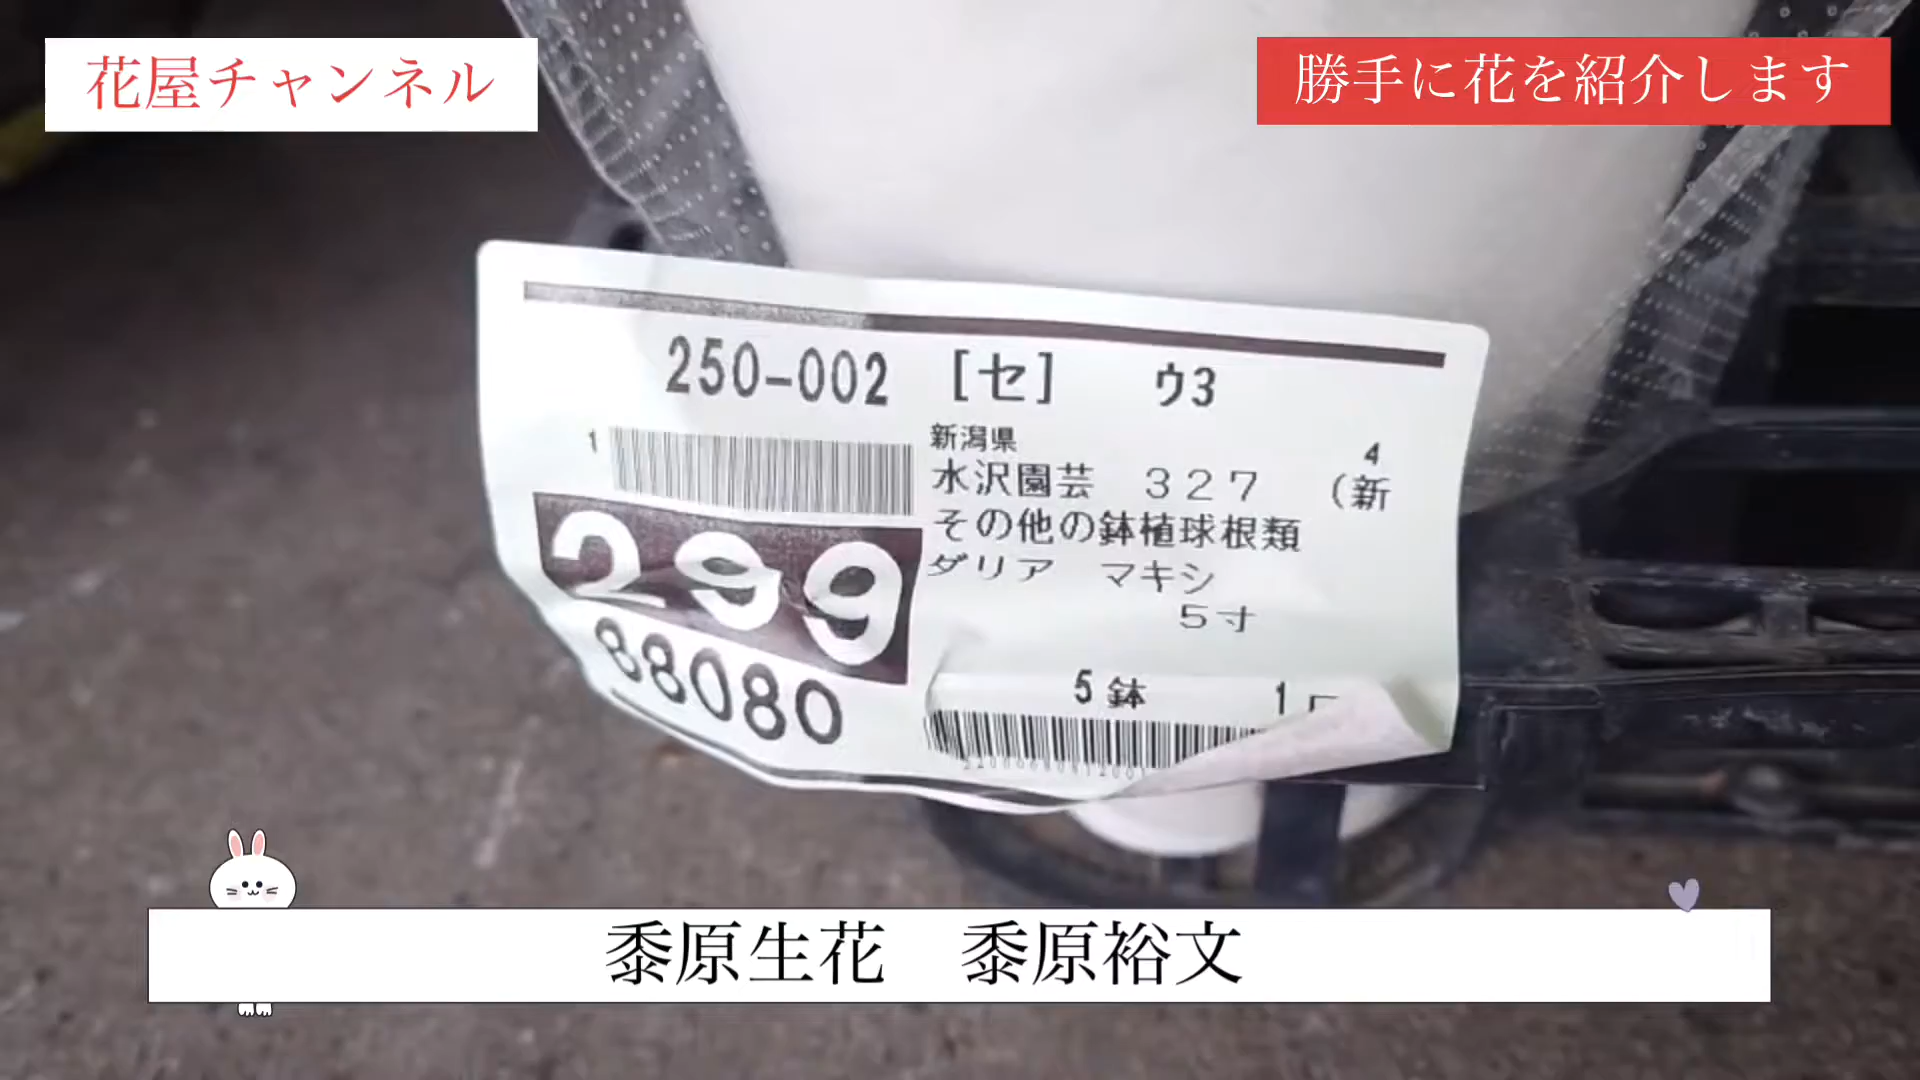 花屋チャンネル
勝手に花を紹介します
250-002 [セ] ウ3
1
新潟県
4
水沢園芸 327 (新
その他の鉢植球根類
299
ダリア マキシ
5寸
88080
5鉢 1
黍原生花 黍原裕文